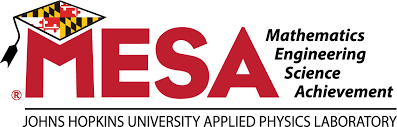 ®MESA
Mathematics
Engineering
Science
Achievement
JOHNS HOPKINS UNIVERSITY APPLIED PHYSICS LABORATORY